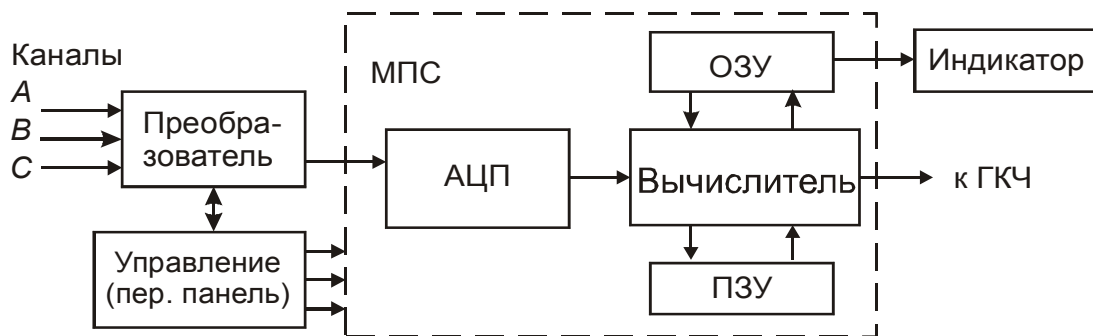 Каналы
A
B
C
Преобра-
зователь
Управление
(пер. панель)
МПС
АЦП
ОЗУ
Вычислитель
ПЗУ
Индикатор
к ГКЧ